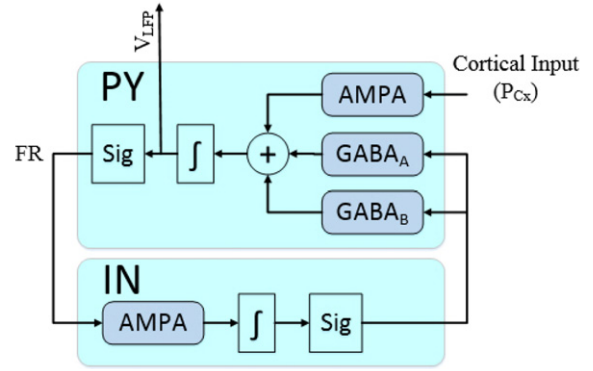 V_LFP
PY
Cortical Input
(P_Cx)
AMPA
FR
Sig
∫
+
GABA_A
GABA_B
IN
AMPA
∫
Sig